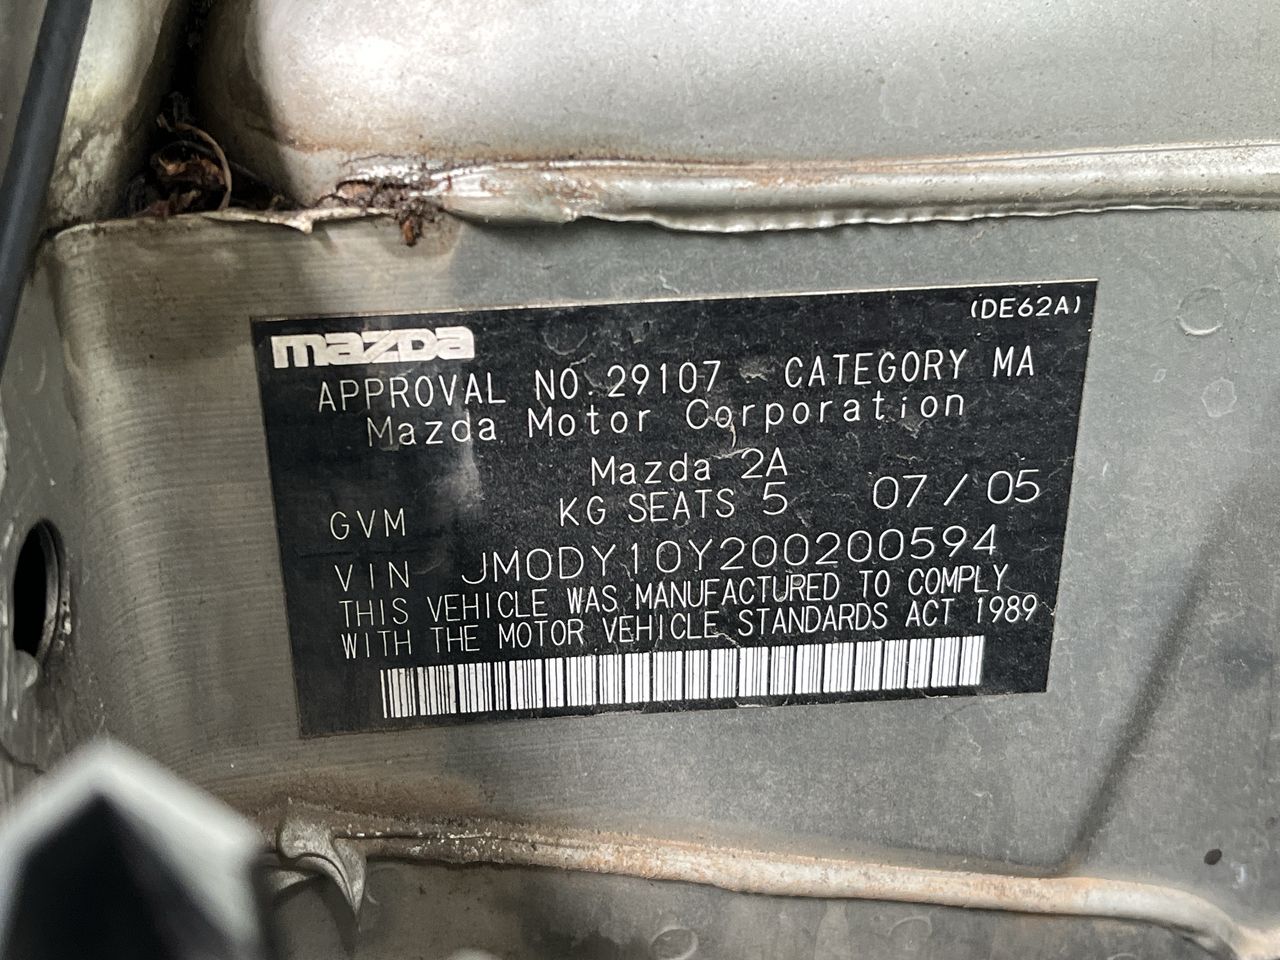 (DE62A)
mazda
APPROVAL NO. 29107 CATEGORY MA
Mazda Motor Corporation
Mazda 2A
GVM KG SEATS 5 07/05
VIN JM0DY10Y200200594
THIS VEHICLE WAS MANUFACTURED TO COMPLY
WITH THE MOTOR VEHICLE STANDARDS ACT 1989